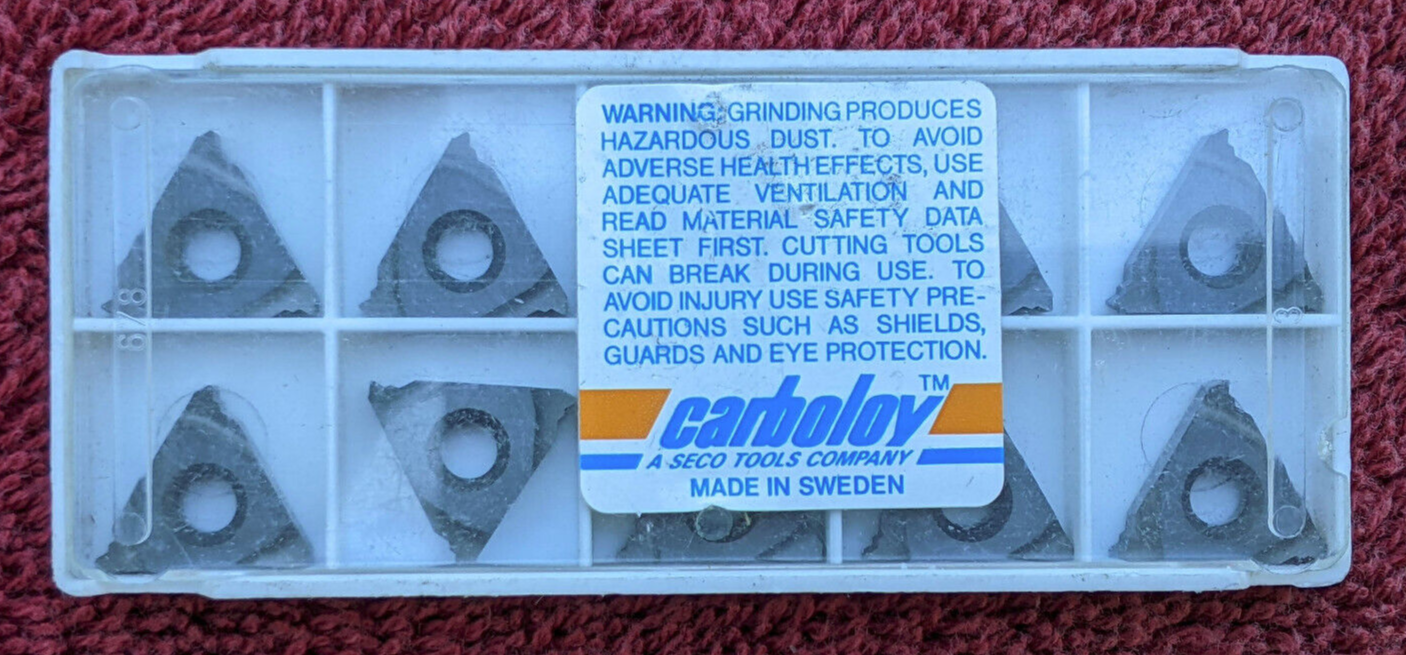 WARNING: GRINDING PRODUCES
HAZARDOUS DUST. TO AVOID
ADVERSE HEALTH EFFECTS, USE
ADEQUATE VENTILATION AND
READ MATERIAL SAFETY DATA
SHEET FIRST. CUTTING TOOLS
CAN BREAK DURING USE. TO
AVOID INJURY USE SAFETY PRE-
CAUTIONS SUCH AS SHIELDS,
GUARDS AND EYE PROTECTION.
carboloy™
A SECO TOOLS COMPANY
MADE IN SWEDEN